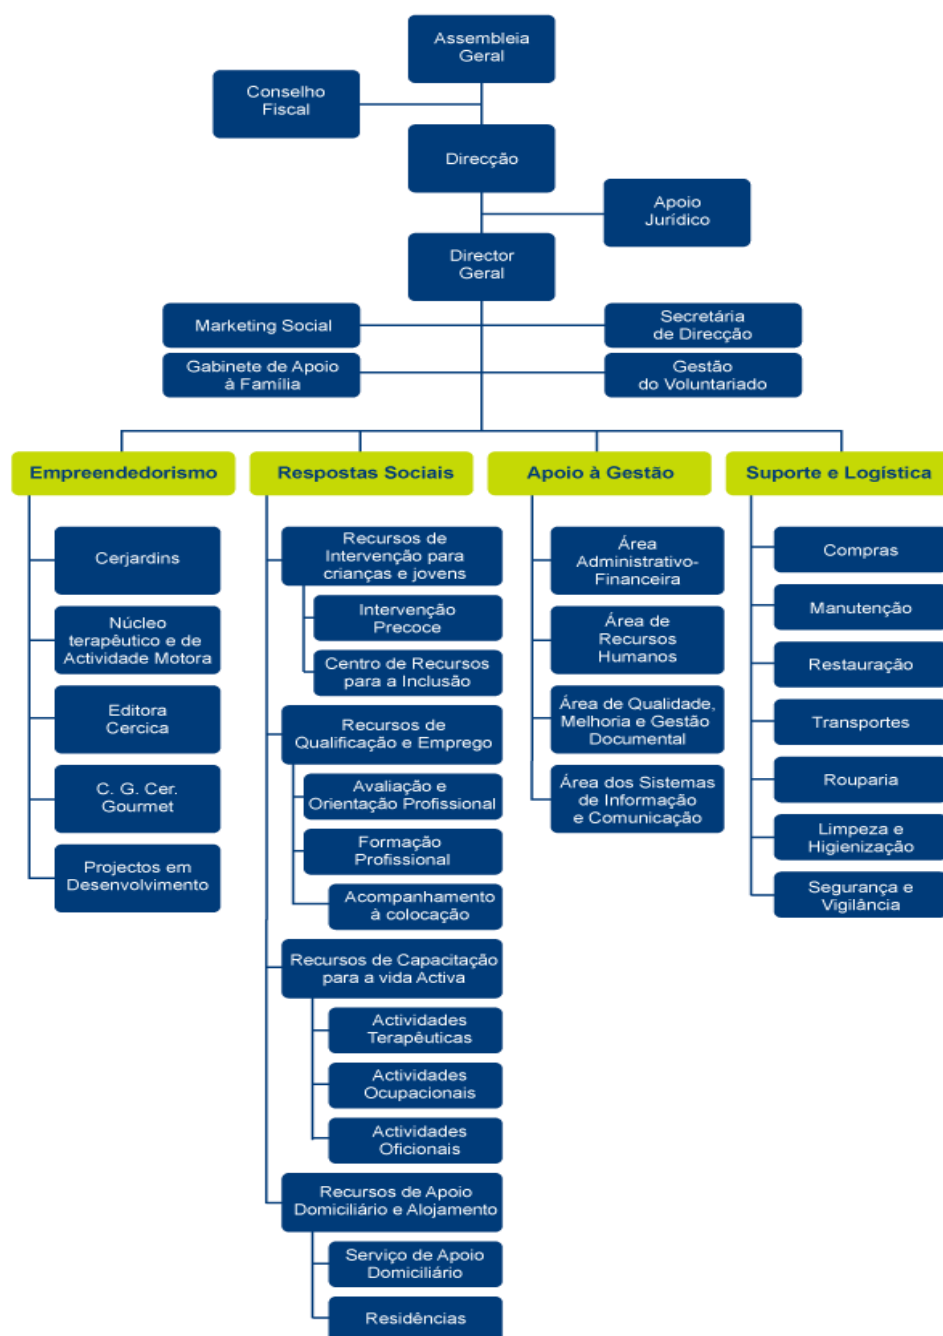 Assembleia
Geral
Conselho
Fiscal
Direcção
Apoio
Jurídico
Director
Geral
Marketing Social
Secretária
de Direcção
Gabinete de Apoio
à Família
Gestão
do Voluntariado
Empreendedorismo
Cerjardins
Núcleo
terapêutico e de
Actividade Motora
Editora
Cercica
C. G. Cer.
Gourmet
Projectos em
Desenvolvimento
Respostas Sociais
Recursos de
Intervenção para
crianças e jovens
Intervenção
Precoce
Centro de Recursos
para a Inclusão
Recursos de
Qualificação e Emprego
Avaliação e
Orientação Profissional
Formação
Profissional
Acompanhamento
à colocação
Recursos de Capacitação
para a vida Activa
Actividades
Terapêuticas
Actividades
Ocupacionais
Actividades
Oficionais
Recursos de Apoio
Domiciliário e Alojamento
Serviço de Apoio
Domiciliário
Residências
Apoio à Gestão
Área
Administrativo-
Financeira
Área de
Recursos
Humanos
Área de Qualidade,
Melhoria e Gestão
Documental
Área dos Sistemas
de Informação
e Comunicação
Suporte e Logística
Compras
Manutenção
Restauração
Transportes
Rouparia
Limpeza e
Higienização
Segurança e
Vigilância